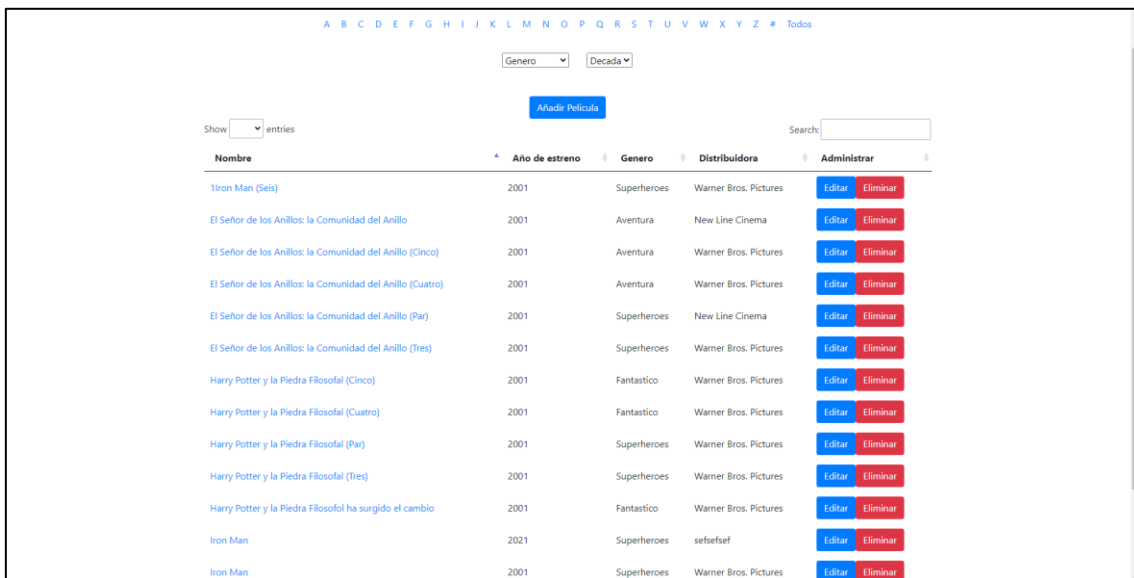 A B C D E F G H I J K L M N O P Q R S T U V W X Y Z # Todos
Genero Decada
Añadir Pelicula
Show entries Search:
Nombre Año de estreno Genero Distribuidora Administrar
1Iron Man (Seis) 2001 Superheroes Warner Bros. Pictures Editar Eliminar
El Señor de los Anillos: la Comunidad del Anillo 2001 Aventura New Line Cinema Editar Eliminar
El Señor de los Anillos: la Comunidad del Anillo (Cinco) 2001 Aventura Warner Bros. Pictures Editar Eliminar
El Señor de los Anillos: la Comunidad del Anillo (Cuatro) 2001 Aventura Warner Bros. Pictures Editar Eliminar
El Señor de los Anillos: la Comunidad del Anillo (Par) 2001 Superheroes New Line Cinema Editar Eliminar
El Señor de los Anillos: la Comunidad del Anillo (Tres) 2001 Superheroes Warner Bros. Pictures Editar Eliminar
Harry Potter y la Piedra Filosofal (Cinco) 2001 Fantastico Warner Bros. Pictures Editar Eliminar
Harry Potter y la Piedra Filosofal (Cuatro) 2001 Fantastico Warner Bros. Pictures Editar Eliminar
Harry Potter y la Piedra Filosofal (Par) 2001 Superheroes Warner Bros. Pictures Editar Eliminar
Harry Potter y la Piedra Filosofal (Tres) 2001 Superheroes Warner Bros. Pictures Editar Eliminar
Harry Potter y la Piedra Filosofol ha surgido el cambio 2001 Fantastico Warner Bros. Pictures Editar Eliminar
Iron Man 2021 Superheroes sefsefsef Editar Eliminar
Iron Man 2001 Superheroes Warner Bros. Pictures Editar Eliminar